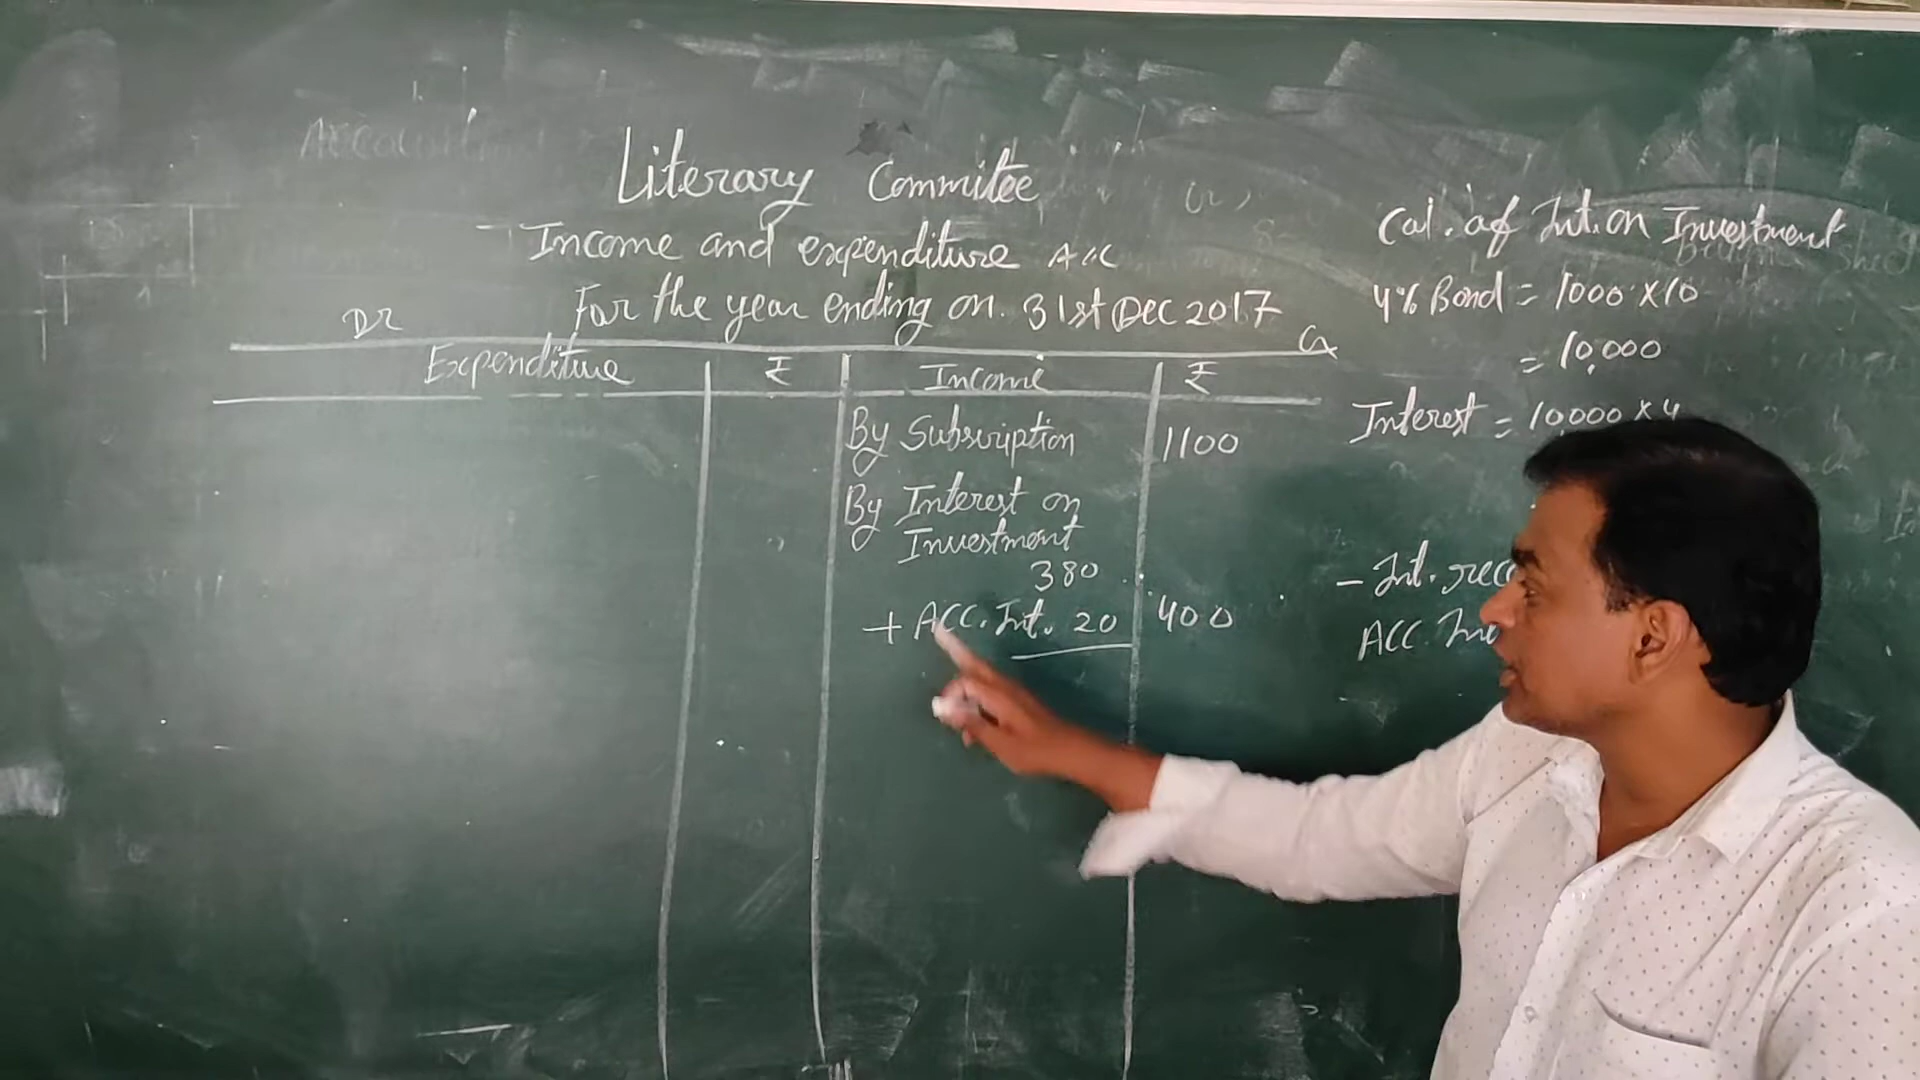 Literary Commitee
Income and expenditure A/C
For the year ending on. 31st Dec 2017
Dr
Cr
Expenditure ₹ Income ₹
By Subscription 1100
By Interest on
Investment
380
+ ACC. Int. 20 400
Cal. of Int. on Investment
4% Bond = 1000 x 10
= 10,000
Interest = 10,000 x 4
- Int. rec
ACC. Int